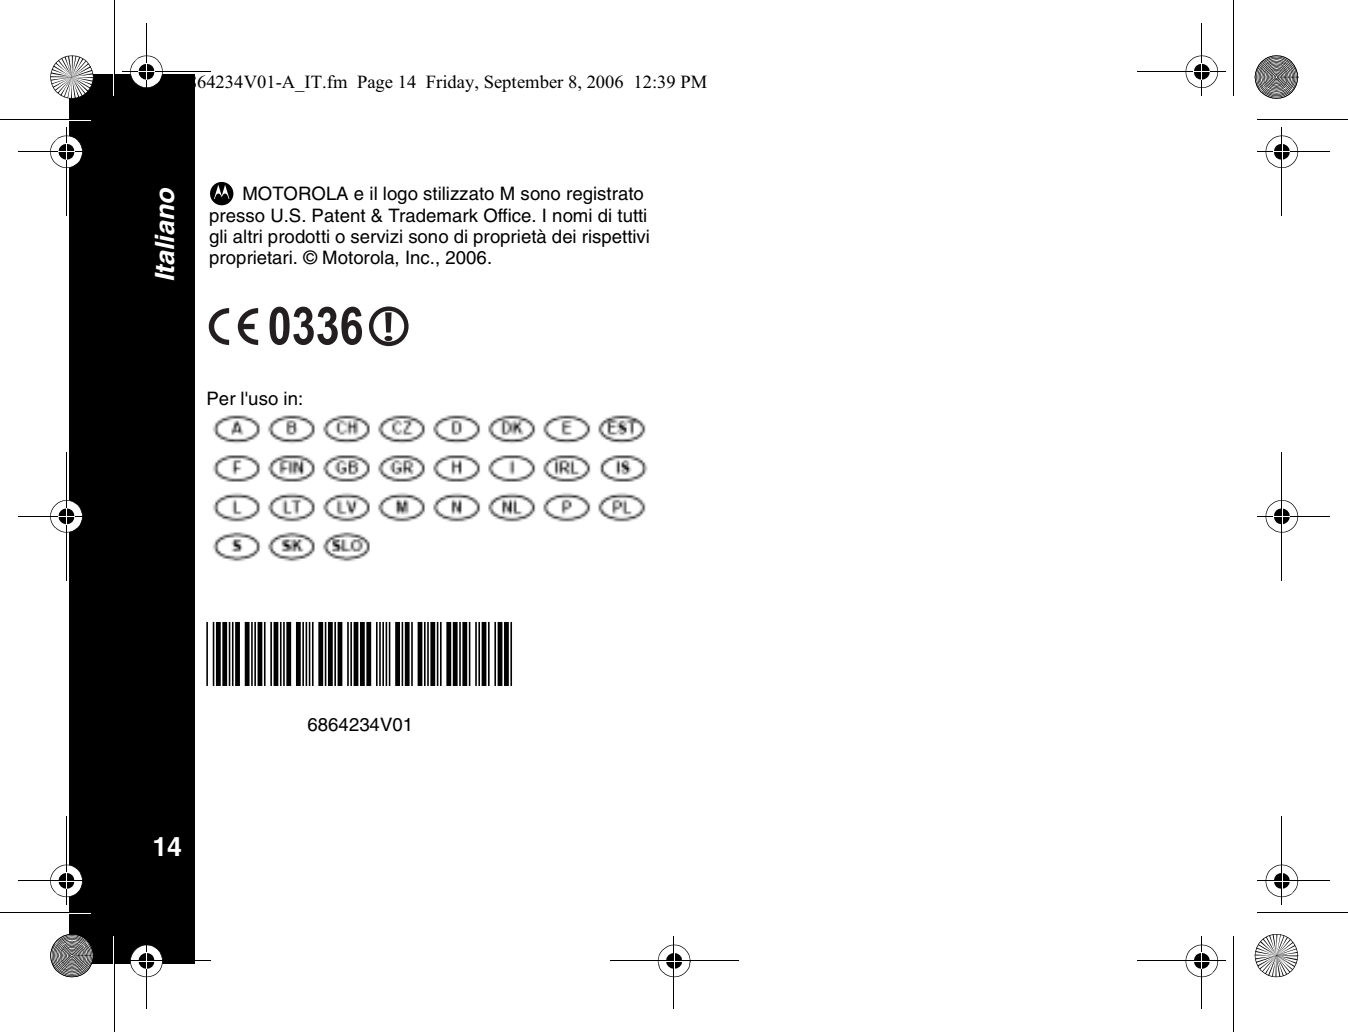 864234V01-A_IT.fm  Page 14  Friday, September 8, 2006  12:39 PM
Italiano
MOTOROLA e il logo stilizzato M sono registrato
presso U.S. Patent & Trademark Office. I nomi di tutti
gli altri prodotti o servizi sono di proprietà dei rispettivi
proprietari. © Motorola, Inc., 2006.
CE 0336
Per l'uso in:
A B CH CZ D DK E EST
F FIN GB GR H I IRL IS
L LT LV M N NL P PL
S SK SLO
6864234V01
14